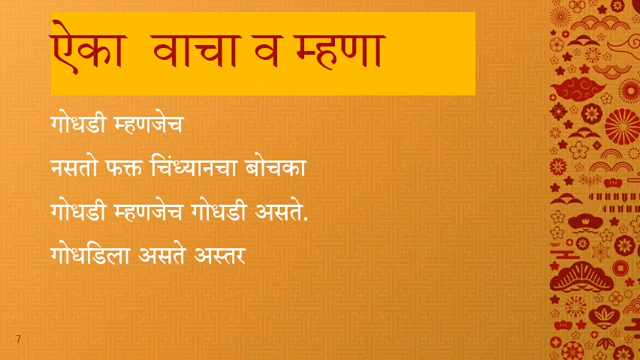 ऐका  वाचा व म्हणा
गोधडी म्हणजेच
नसतो फक्त चिंध्यानचा बोचका
गोधडी म्हणजेच गोधडी असते.
गोधडिला असते अस्तर
7